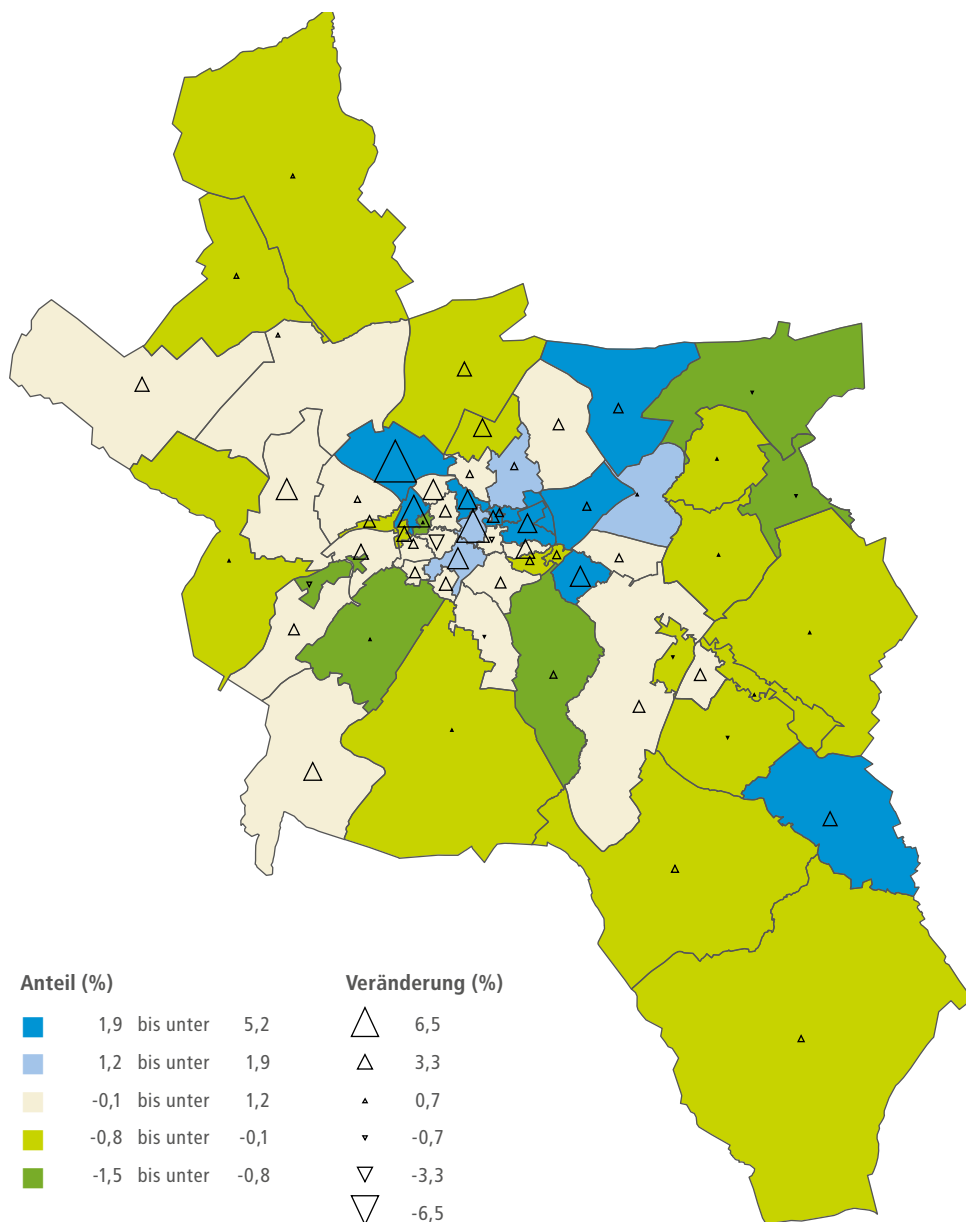 Anteil (%) Veränderung (%)
1,9 bis unter 5,2 6,5
1,2 bis unter 1,9 3,3
-0,1 bis unter 1,2 0,7
-0,8 bis unter -0,1 -0,7
-1,5 bis unter -0,8 -3,3
-6,5